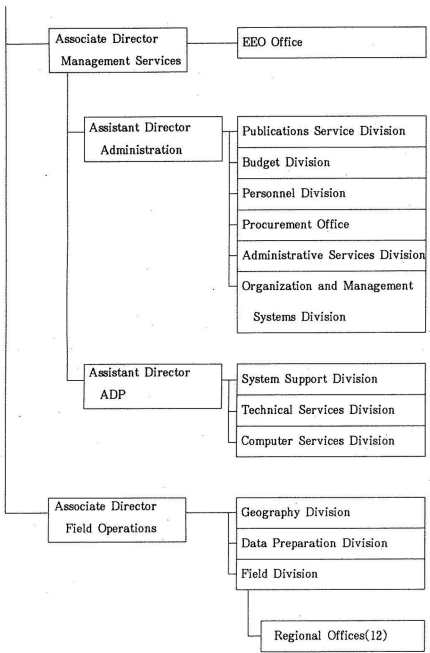 Associate Director
Management Services
EEO Office
Assistant Director
Administration
Publications Service Division
Budget Division
Personnel Division
Procurement Office
Administrative Services Division
Organization and Management
Systems Division
Assistant Director
ADP
System Support Division
Technical Services Division
Computer Services Division
Associate Director
Field Operations
Geography Division
Data Preparation Division
Field Division
Regional Offices(12)